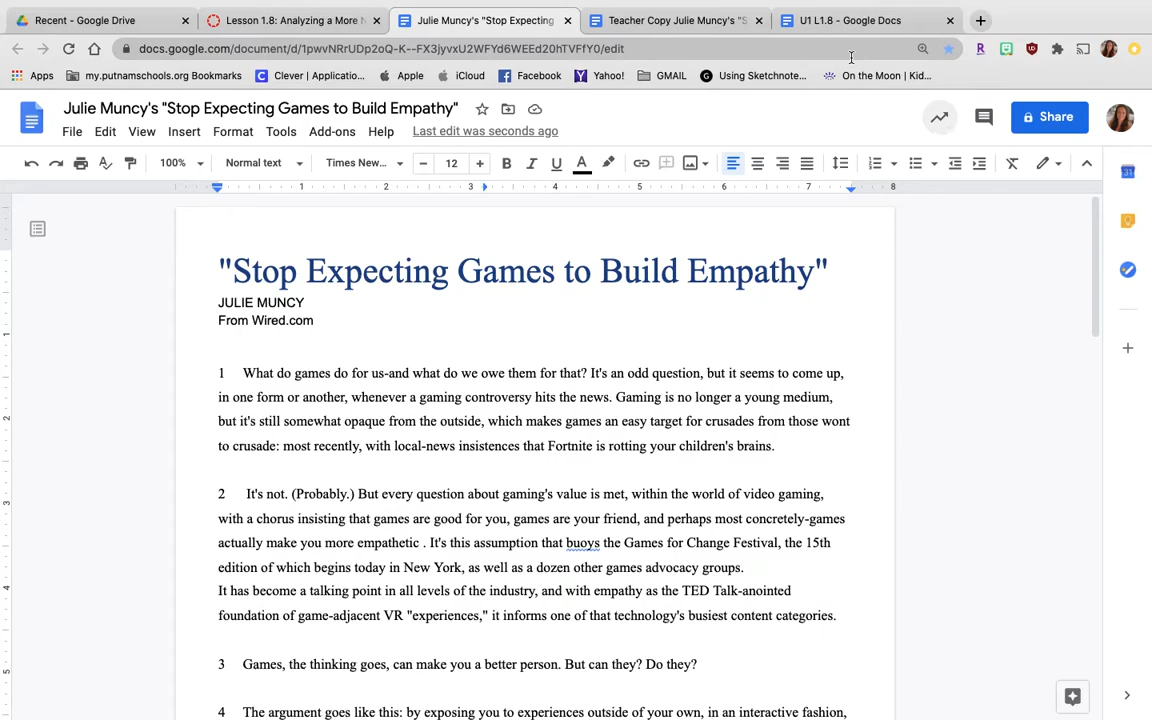 Recent - Google Drive
Lesson 1.8: Analyzing a More N
Julie Muncy's "Stop Expecting
Teacher Copy Julie Muncy's "S
U1 L1.8 - Google Docs
docs.google.com/document/d/1pwvNRrUDp2oQ-K--FX3jyvxU2WFYd6WEEd20hTVFfY0/edit
Apps
my.putnamschools.org Bookmarks
Clever | Applicatio...
Apple
iCloud
Facebook
Yahoo!
GMAIL
Using Sketchnote...
On the Moon | Kid...
Julie Muncy's "Stop Expecting Games to Build Empathy"
File Edit View Insert Format Tools Add-ons Help Last edit was seconds ago
Share
100% Normal text Times New... 12 B I U A
1 2 3 4 5 6 7 8
"Stop Expecting Games to Build Empathy"
JULIE MUNCY
From Wired.com
1 What do games do for us-and what do we owe them for that? It's an odd question, but it seems to come up,
in one form or another, whenever a gaming controversy hits the news. Gaming is no longer a young medium,
but it's still somewhat opaque from the outside, which makes games an easy target for crusades from those wont
to crusade: most recently, with local-news insistences that Fortnite is rotting your children's brains.
2 It's not. (Probably.) But every question about gaming's value is met, within the world of video gaming,
with a chorus insisting that games are good for you, games are your friend, and perhaps most concretely-games
actually make you more empathetic . It's this assumption that buoys the Games for Change Festival, the 15th
edition of which begins today in New York, as well as a dozen other games advocacy groups.
It has become a talking point in all levels of the industry, and with empathy as the TED Talk-anointed
foundation of game-adjacent VR "experiences," it informs one of that technology's busiest content categories.
3 Games, the thinking goes, can make you a better person. But can they? Do they?
4 The argument goes like this: by exposing you to experiences outside of your own, in an interactive fashion,